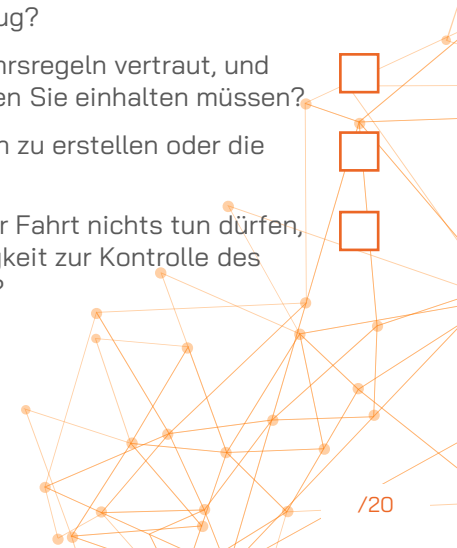 ug?
hrsregeln vertraut, und
en Sie einhalten müssen?
n zu erstellen oder die
r Fahrt nichts tun dürfen,
gkeit zur Kontrolle des
?
/20